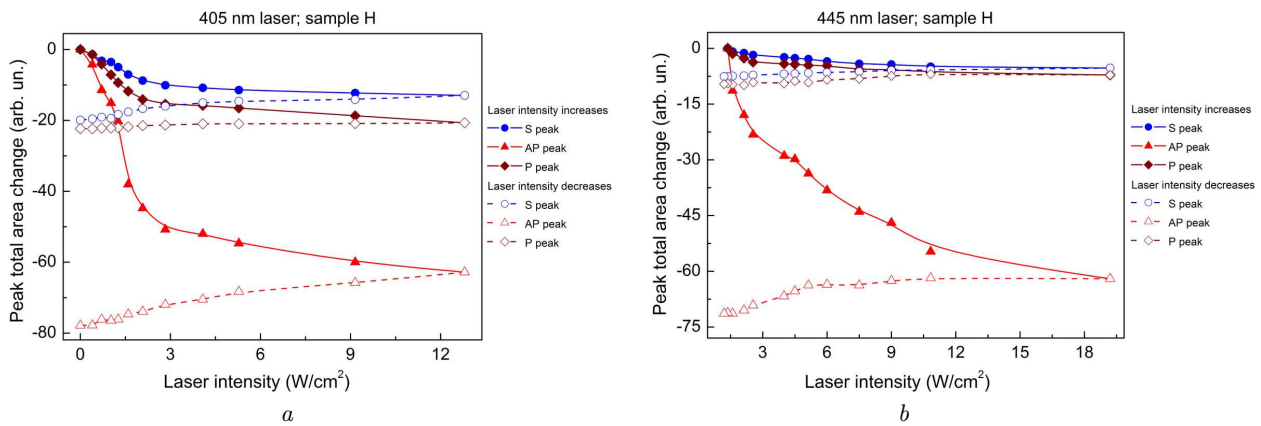 405 nm laser; sample H
0
-20
-40
-60
-80
Peak total area change (arb. un.)
0 3 6 9 12
Laser intensity (W/cm²)
Laser intensity increases
S peak
AP peak
P peak
Laser intensity decreases
S peak
AP peak
P peak
a
445 nm laser; sample H
0
-15
-30
-45
-60
-75
Peak total area change (arb. un.)
3 6 9 12 15 18
Laser intensity (W/cm²)
Laser intensity increases
S peak
AP peak
P peak
Laser intensity decreases
S peak
AP peak
P peak
b